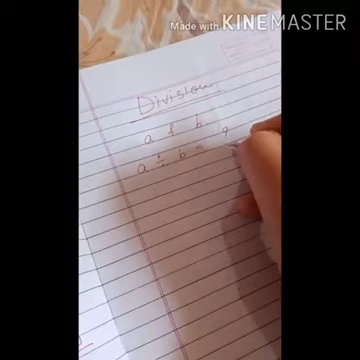 Made with KINEMASTER
Division
a & b
a ÷ b =